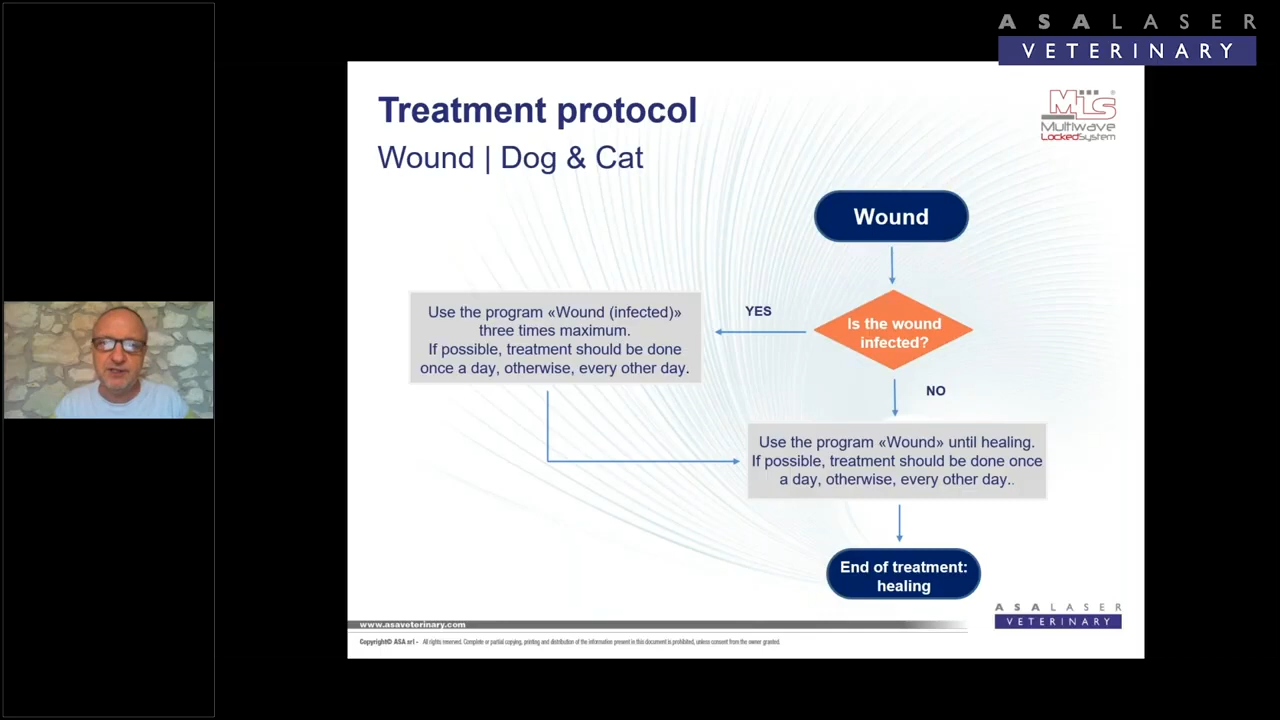 ASALASER
VETERINARY
Treatment protocol
Wound | Dog & Cat
MLS®
Multiwave
LockedSystem
Wound
Is the wound
infected?
YES
Use the program «Wound (infected)»
three times maximum.
If possible, treatment should be done
once a day, otherwise, every other day.
NO
Use the program «Wound» until healing.
If possible, treatment should be done once
a day, otherwise, every other day..
End of treatment:
healing
ASALASER
VETERINARY
www.asaveterinary.com
Copyright© ASA srl - All rights reserved. Complete or partial copying, printing and distribution of the information present in this document is prohibited, unless consent from the owner granted.